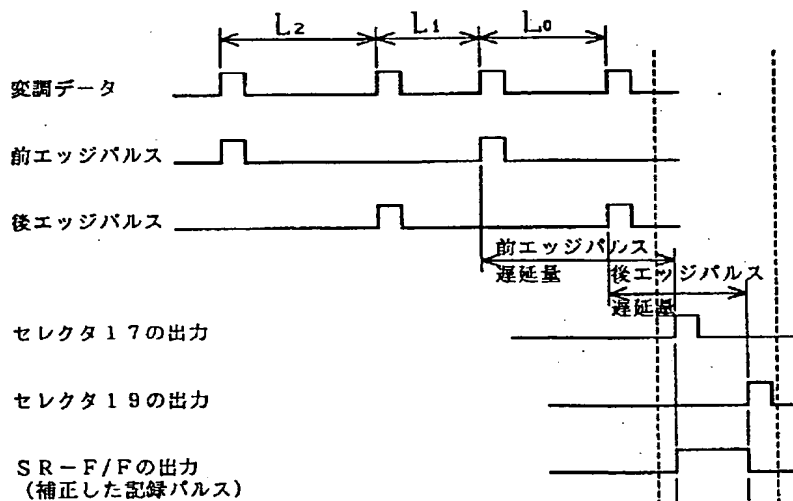 L2 L1 L0
変調データ
前エッジパルス
後エッジパルス
前エッジパルス
遅延量 後エッジパルス
遅延量
セレクタ17の出力
セレクタ19の出力
SR-F/Fの出力
(補正した記録パルス)